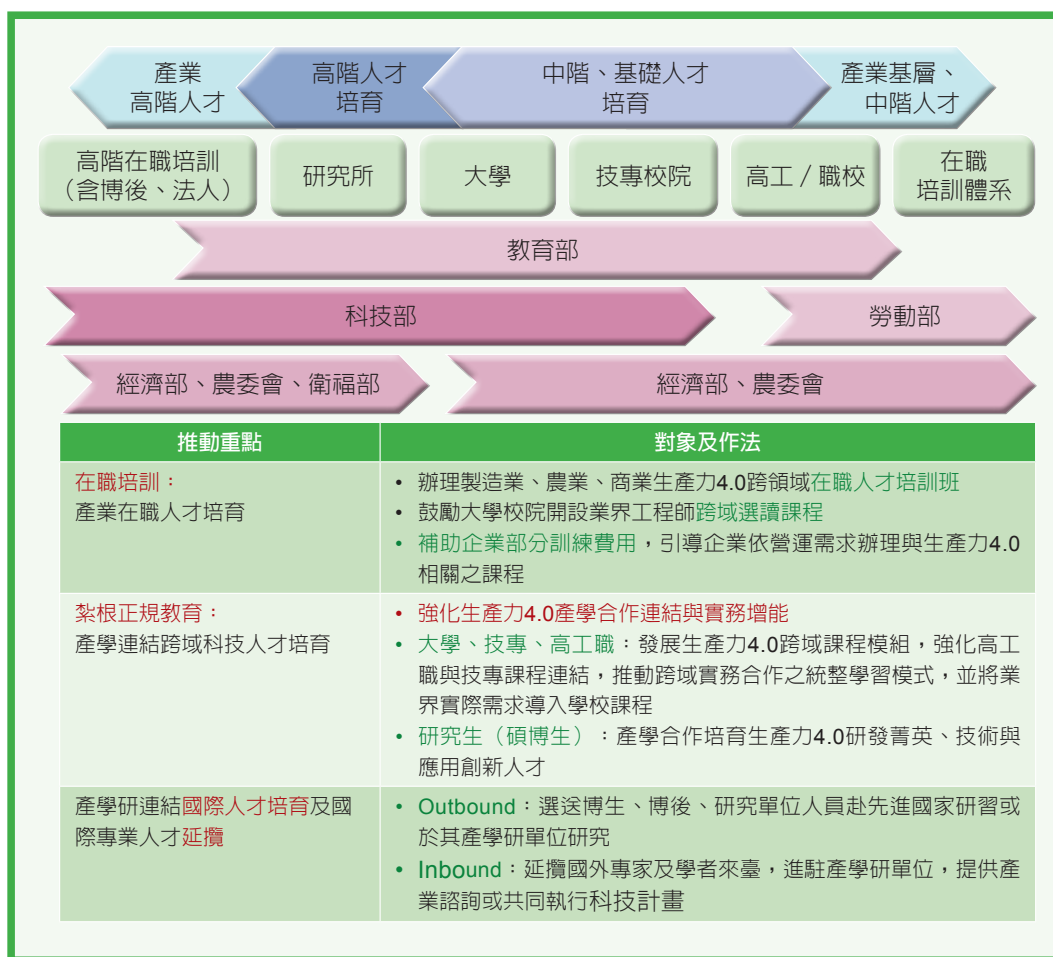 產業
高階人才
高階人才
培育
中階、基礎人才
培育
產業基層、
中階人才
高階在職培訓
（含博後、法人）
研究所
大學
技專校院
高工／職校
在職
培訓體系
教育部
科技部
勞動部
經濟部、農委會、衛福部
經濟部、農委會
推動重點
對象及作法
在職培訓：
產業在職人才培育
• 辦理製造業、農業、商業生產力4.0跨領域在職人才培訓班
• 鼓勵大學校院開設業界工程師跨域選讀課程
• 補助企業部分訓練費用，引導企業依營運需求辦理與生產力4.0
相關之課程
紮根正規教育：
產學連結跨域科技人才培育
• 強化生產力4.0產學合作連結與實務增能
• 大學、技專、高工職：發展生產力4.0跨域課程模組，強化高工
職與技專課程連結，推動跨域實務合作之統整學習模式，並將業
界實際需求導入學校課程
• 研究生（碩博生）：產學合作培育生產力4.0研發菁英、技術與
應用創新人才
產學研連結國際人才培育及國
際專業人才延攬
• Outbound：選送博生、博後、研究單位人員赴先進國家研習或
於其產學研單位研究
• Inbound：延攬國外專家及學者來臺，進駐產學研單位，提供產
業諮詢或共同執行科技計畫